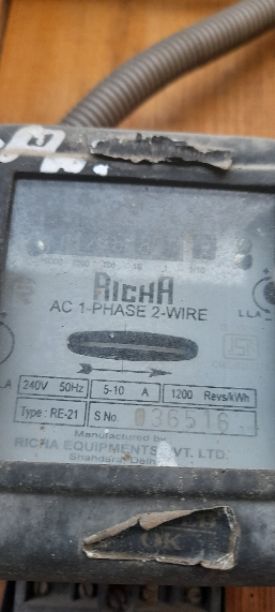 RICHA
AC 1-PHASE 2-WIRE
240V 50Hz 5-10 A 1200 Revs/kWh
Type: RE-21 S.No. 036516
Manufactured by
RICHA EQUIPMENTS PVT. LTD.
Shahdara, Delhi
OK